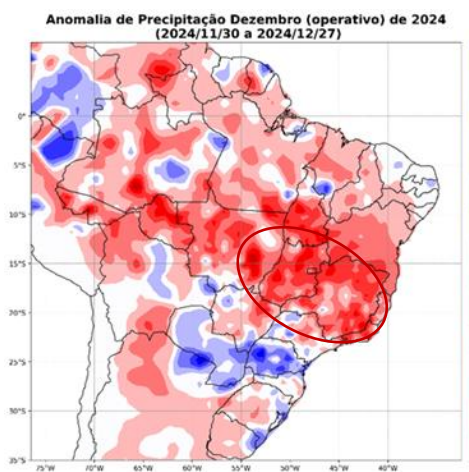 Anomalia de Precipitação Dezembro (operativo) de 2024
(2024/11/30 a 2024/12/27)
0°
5°S
10°S
15°S
20°S
25°S
30°S
35°S
75°W 70°W 65°W 60°W 55°W 50°W 45°W 40°W